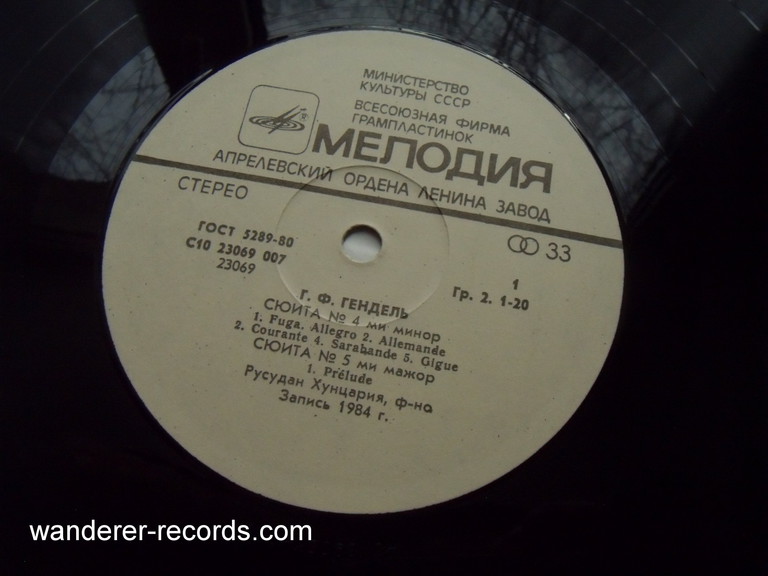 МИНИСТЕРСТВО
КУЛЬТУРЫ СССР
ВСЕСОЮЗНАЯ ФИРМА
ГРАМПЛАСТИНОК
МЕЛОДИЯ
АПРЕЛЕВСКИЙ ОРДЕНА ЛЕНИНА ЗАВОД
СТЕРЕО
33
ГОСТ 5289-80
С10 23069 007
23069
1
Гр. 2. 1-20
Г. Ф. ГЕНДЕЛЬ
СЮИТА № 4 ми минор
1. Fuga. Allegro 2. Allemande
2. Courante 4. Sarabande 5. Gigue
СЮИТА № 5 ми мажор
1. Prélude
Русудан Хунцария, ф-но
Запись 1984 г.
wanderer-records.com